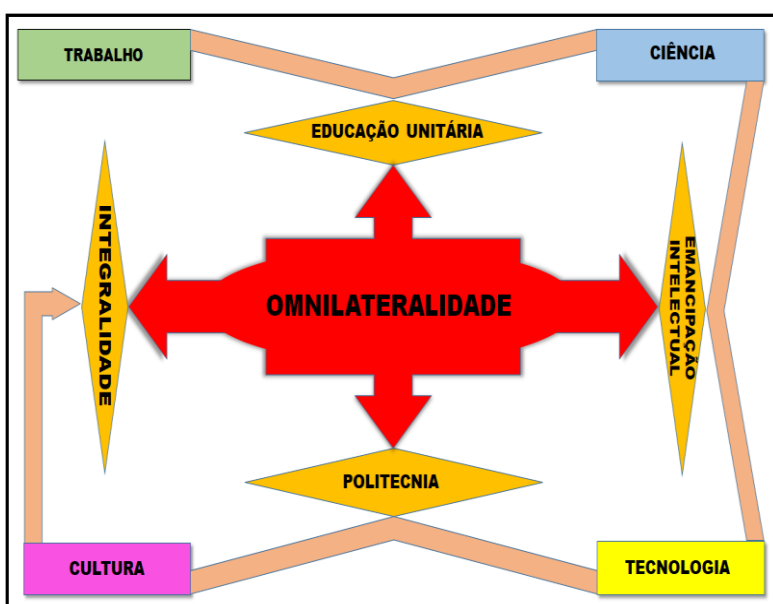 TRABALHO
CIÊNCIA
EDUCAÇÃO UNITÁRIA
INTEGRALIDADE
OMNILATERALIDADE
EMANCIPAÇÃO
INTELECTUAL
POLITECNIA
CULTURA
TECNOLOGIA